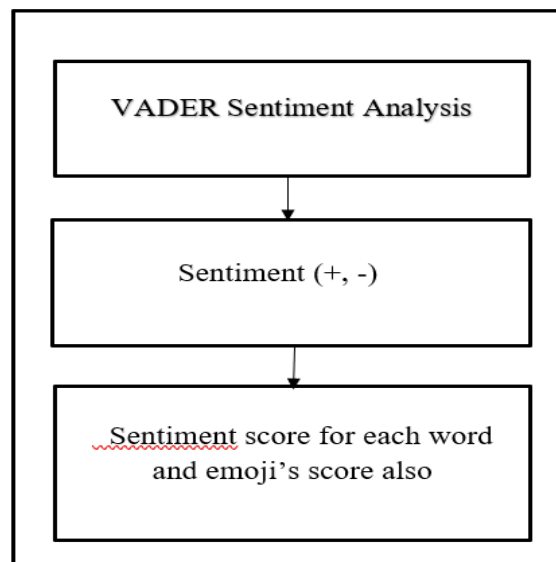 VADER Sentiment Analysis
Sentiment (+, -)
Sentiment score for each word
and emoji’s score also